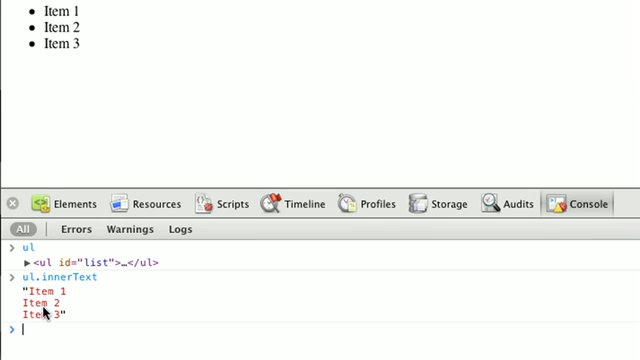 Item 1
Item 2
Item 3
Elements Resources Scripts Timeline Profiles Storage Audits Console
All Errors Warnings Logs
> ul
▶<ul id="list">…</ul>
> ul.innerText
"Item 1
Item 2
Item 3"
>